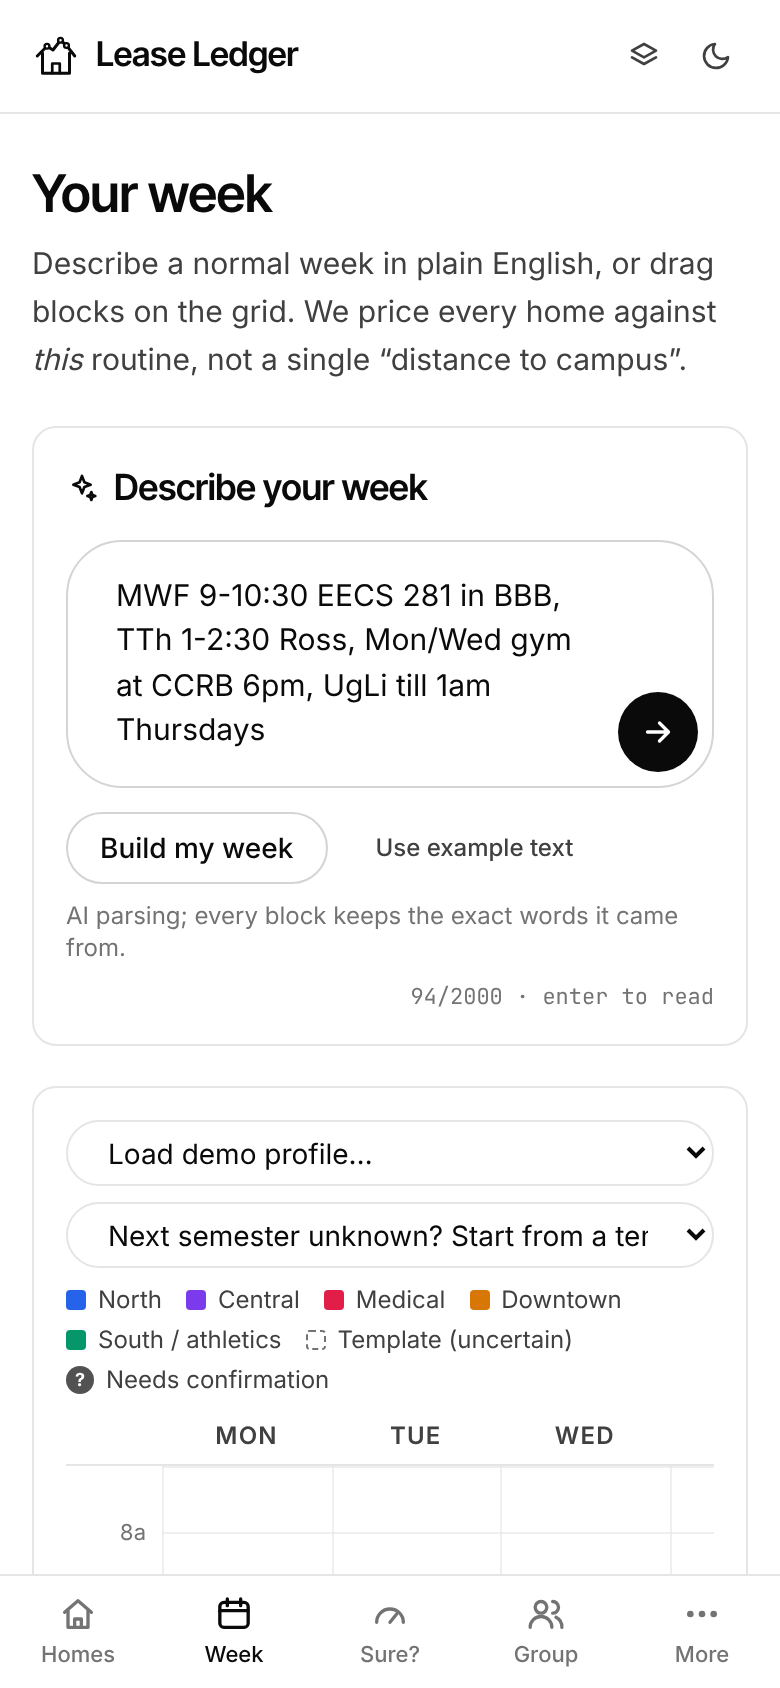 Lease Ledger
Your week
Describe a normal week in plain English, or drag
blocks on the grid. We price every home against
this routine, not a single “distance to campus”.
Describe your week
MWF 9-10:30 EECS 281 in BBB,
TTh 1-2:30 Ross, Mon/Wed gym
at CCRB 6pm, UgLi till 1am
Thursdays
Build my week
Use example text
AI parsing; every block keeps the exact words it came
from.
94/2000 · enter to read
Load demo profile...
Next semester unknown? Start from a ter
North Central Medical Downtown
South / athletics Template (uncertain)
? Needs confirmation
MON TUE WED
8a
Homes Week Sure? Group More